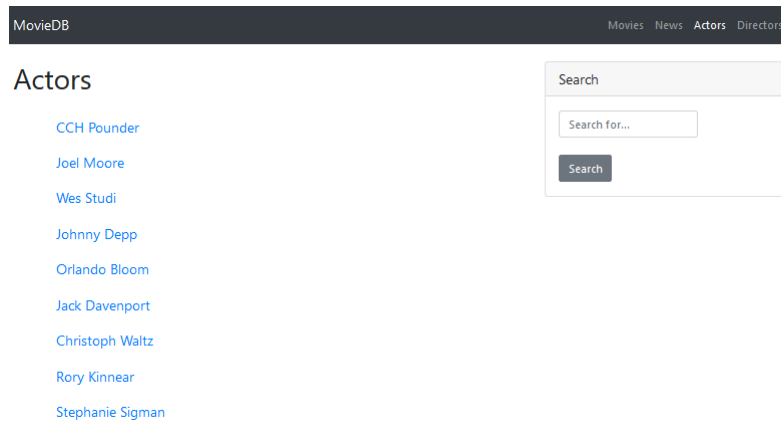 MovieDB
Movies News Actors Directors
Actors
CCH Pounder
Joel Moore
Wes Studi
Johnny Depp
Orlando Bloom
Jack Davenport
Christoph Waltz
Rory Kinnear
Stephanie Sigman
Search
Search for...
Search